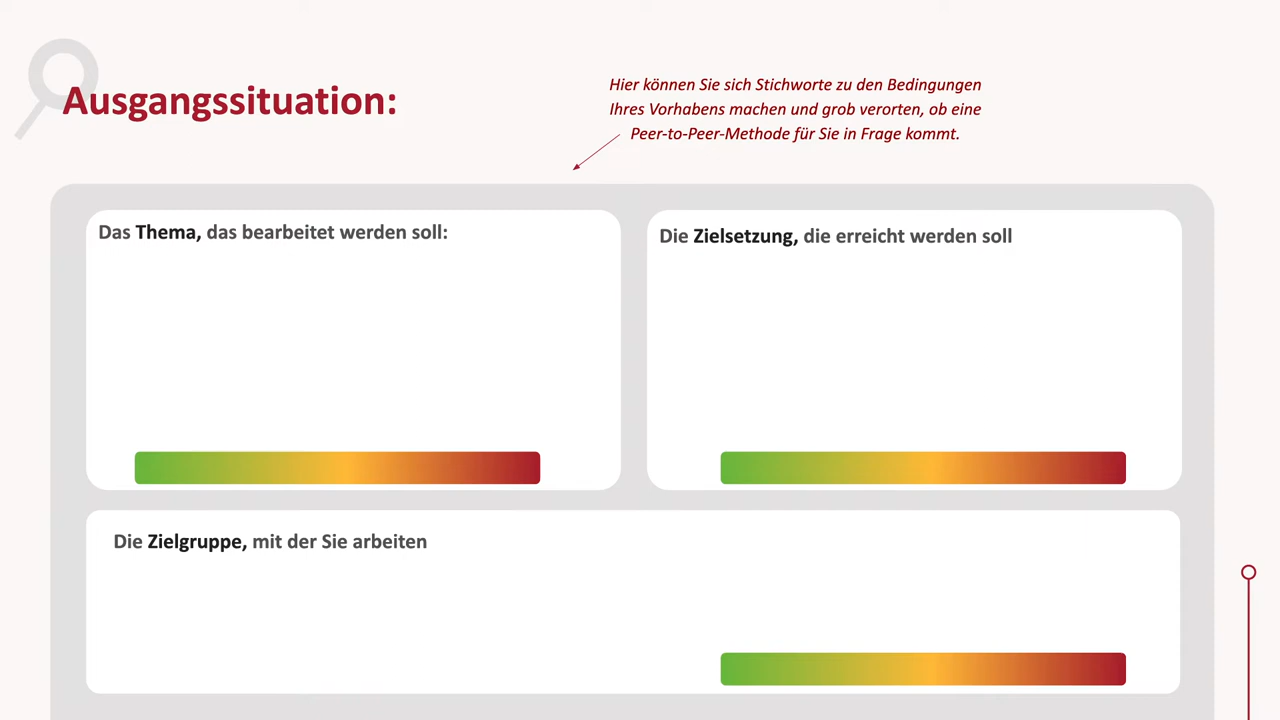 Ausgangssituation:
Hier können Sie sich Stichworte zu den Bedingungen
Ihres Vorhabens machen und grob verorten, ob eine
Peer-to-Peer-Methode für Sie in Frage kommt.
Das Thema, das bearbeitet werden soll:
Die Zielsetzung, die erreicht werden soll
Die Zielgruppe, mit der Sie arbeiten